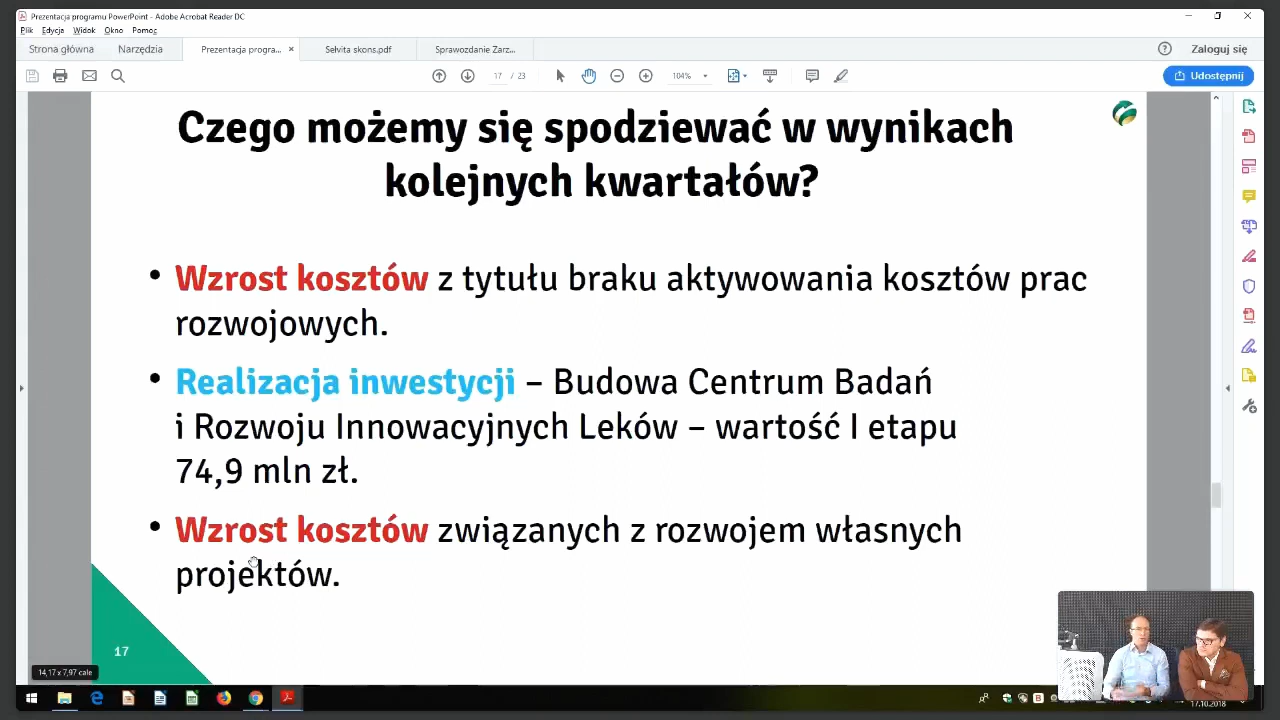 Prezentacja programu PowerPoint - Adobe Acrobat Reader DC
Plik Edycja Widok Okno Pomoc
Strona główna Narzędzia Prezentacja progra... × Selvita skons.pdf Sprawozdanie Zarz... Zaloguj się
17 / 23 104% Udostępnij
Czego możemy się spodziewać w wynikach
kolejnych kwartałów?
• Wzrost kosztów z tytułu braku aktywowania kosztów prac
rozwojowych.
• Realizacja inwestycji – Budowa Centrum Badań
i Rozwoju Innowacyjnych Leków – wartość I etapu
74,9 mln zł.
• Wzrost kosztów związanych z rozwojem własnych
projektów.
17
14,17 x 7,97 cale
17.10.2018